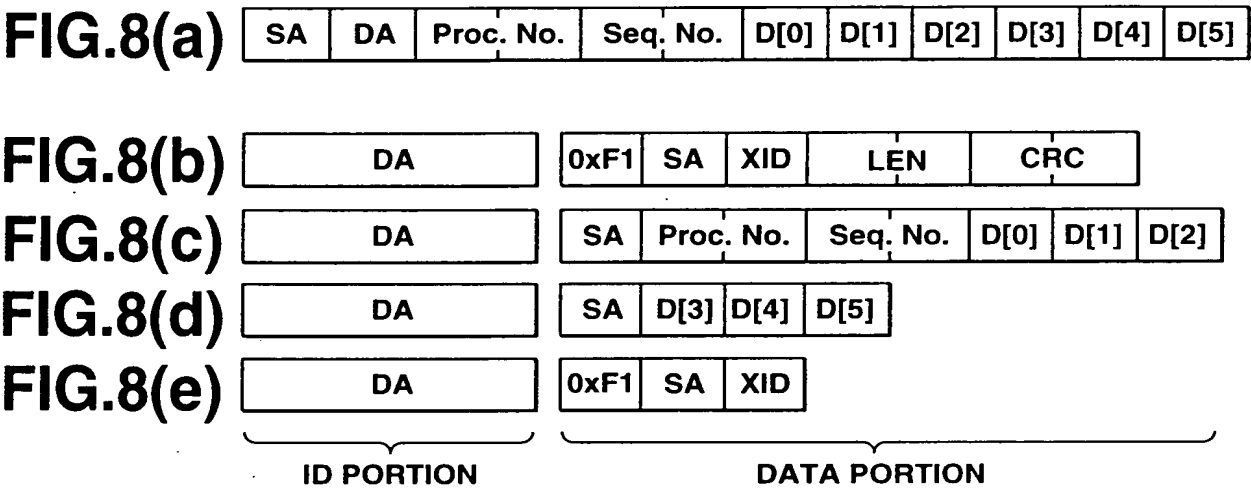 FIG.8(a) SA DA Proc. No. Seq. No. D[0] D[1] D[2] D[3] D[4] D[5]
FIG.8(b) DA 0xF1 SA XID LEN CRC
FIG.8(c) DA SA Proc. No. Seq. No. D[0] D[1] D[2]
FIG.8(d) DA SA D[3] D[4] D[5]
FIG.8(e) DA 0xF1 SA XID
ID PORTION DATA PORTION